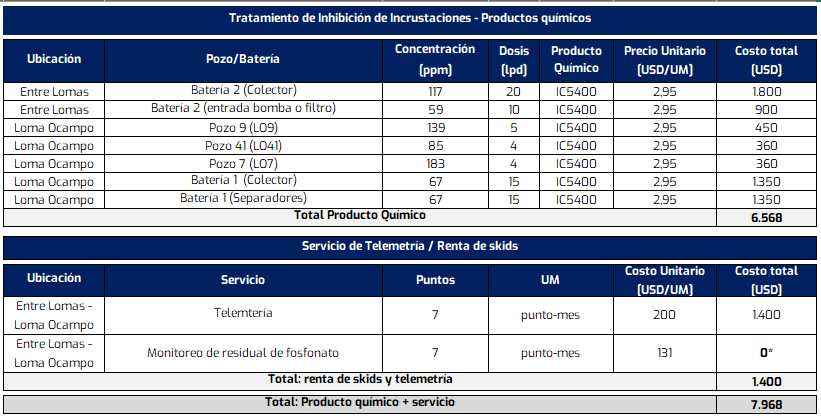 Tratamiento de Inhibición de Incrustaciones - Productos químicos
Ubicación Pozo/Batería Concentración [ppm] Dosis [lpd] Producto Químico Precio Unitario [USD/UM] Costo total [USD]
Entre Lomas Batería 2 (Colector) 117 20 IC5400 2,95 1.800
Entre Lomas Batería 2 (entrada bomba o filtro) 59 10 IC5400 2,95 900
Loma Ocampo Pozo 9 (LO9) 139 5 IC5400 2,95 450
Loma Ocampo Pozo 41 (LO41) 85 4 IC5400 2,95 360
Loma Ocampo Pozo 7 (LO7) 183 4 IC5400 2,95 360
Loma Ocampo Batería 1 (Colector) 67 15 IC5400 2,95 1.350
Loma Ocampo Batería 1 (Separadores) 67 15 IC5400 2,95 1.350
Total Producto Químico 6.568
Servicio de Telemetría / Renta de skids
Ubicación Servicio Puntos UM Costo Unitario [USD/UM] Costo total [USD]
Entre Lomas - Loma Ocampo Telemtería 7 punto-mes 200 1.400
Entre Lomas - Loma Ocampo Monitoreo de residual de fosfonato 7 punto-mes 131 0*
Total: renta de skids y telemetría 1.400
Total: Producto químico + servicio 7.968